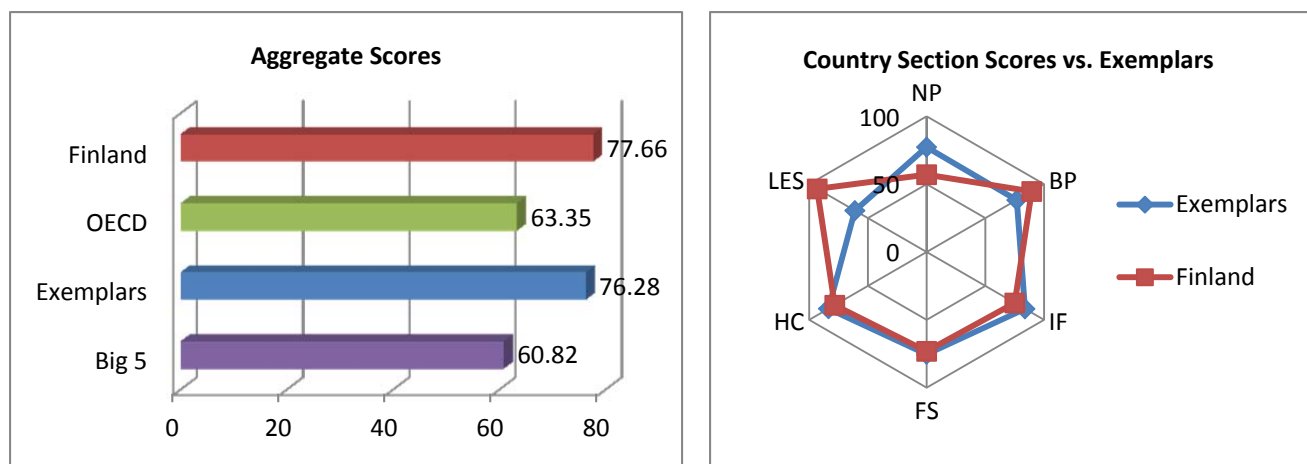 Aggregate Scores
Finland
77.66
OECD
63.35
Exemplars
76.28
Big 5
60.82
0 20 40 60 80
Country Section Scores vs. Exemplars
NP
100
LES
50
BP
0
HC
IF
FS
Exemplars
Finland